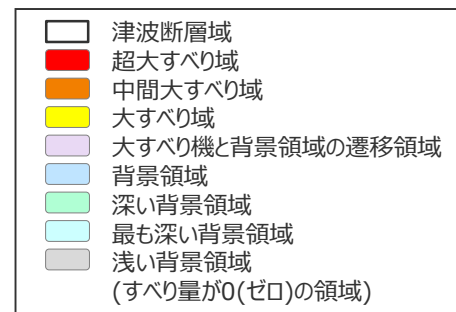 津波断層域
超大すべり域
中間大すべり域
大すべり域
大すべり機と背景領域の遷移領域
背景領域
深い背景領域
最も深い背景領域
浅い背景領域
(すべり量が0(ゼロ)の領域)